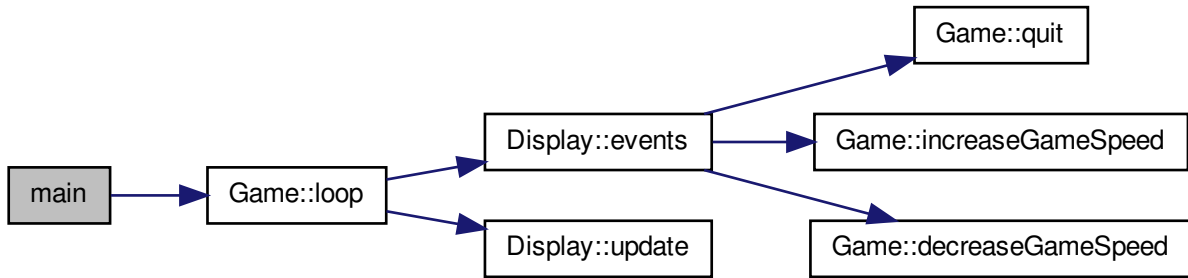 main
Game::loop
Display::events
Display::update
Game::quit
Game::increaseGameSpeed
Game::decreaseGameSpeed